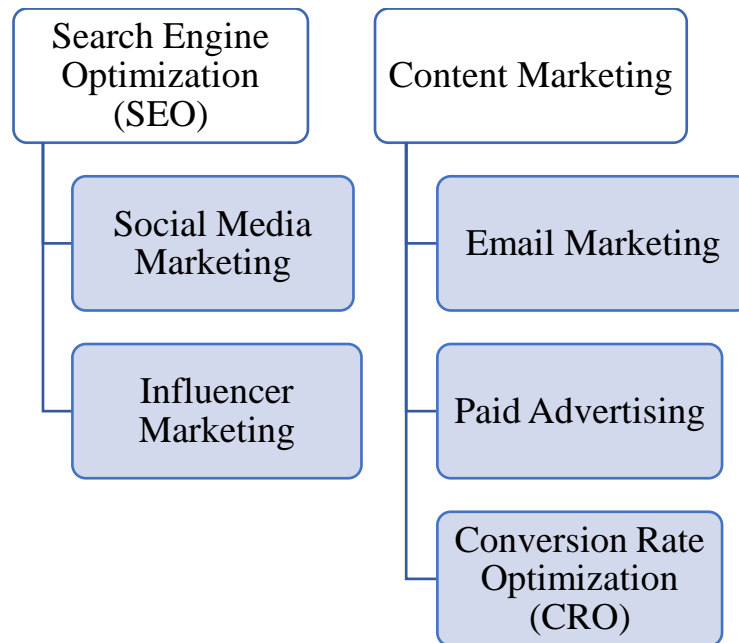 Search Engine
Optimization
(SEO)
Social Media
Marketing
Influencer
Marketing
Content Marketing
Email Marketing
Paid Advertising
Conversion Rate
Optimization
(CRO)